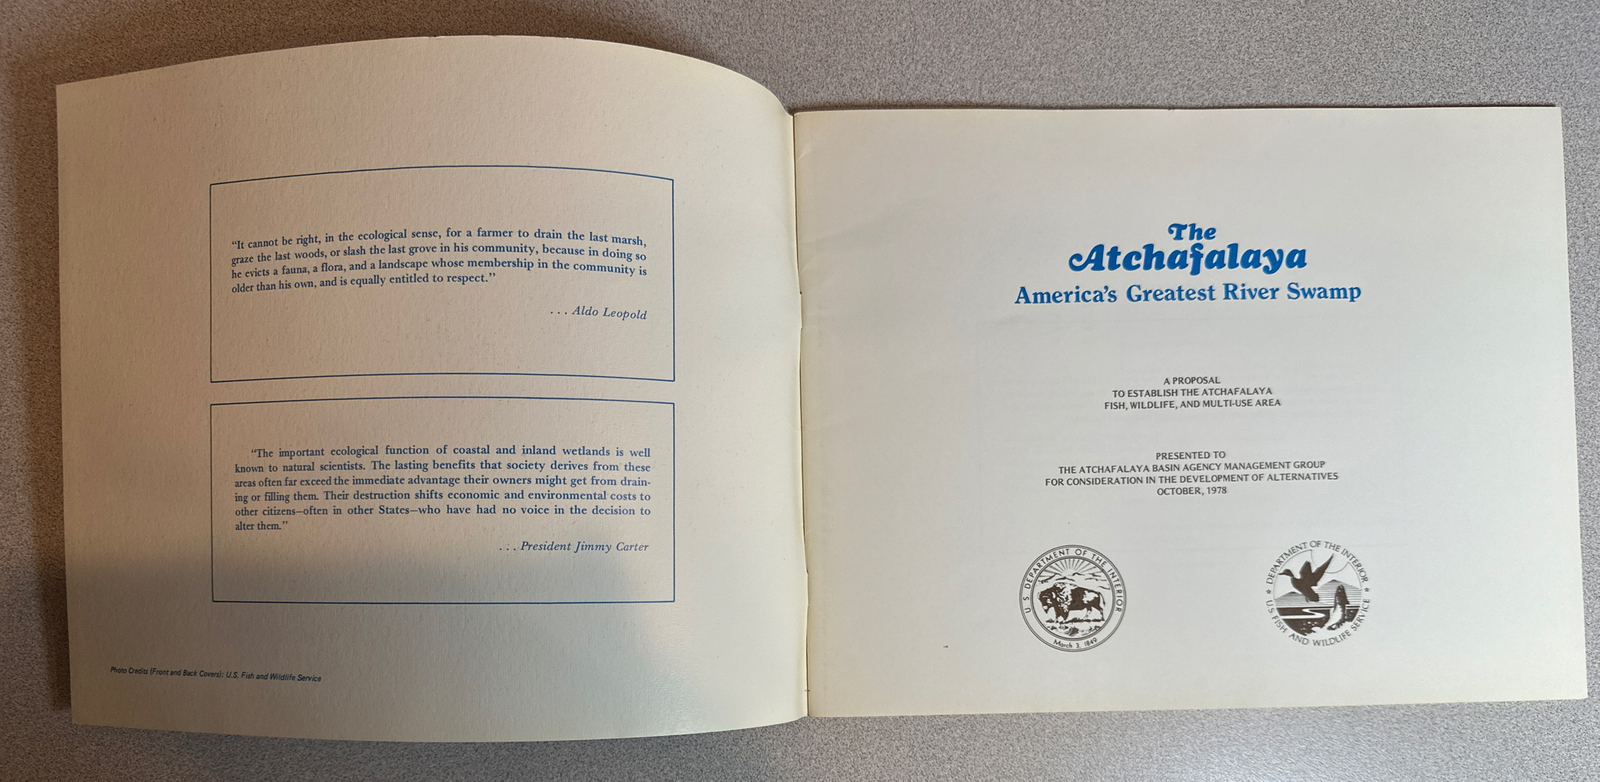 “It cannot be right, in the ecological sense, for a farmer to drain the last marsh,
graze the last woods, or slash the last grove in his community, because in doing so
he evicts a fauna, a flora, and a landscape whose membership in the community is
older than his own, and is equally entitled to respect.”
. . . Aldo Leopold
“The important ecological function of coastal and inland wetlands is well
known to natural scientists. The lasting benefits that society derives from these
areas often far exceed the immediate advantage their owners might get from drain-
ing or filling them. Their destruction shifts economic and environmental costs to
other citizens—often in other States—who have had no voice in the decision to
alter them.”
. . . President Jimmy Carter
Photo Credits (Front and Back Covers): U.S. Fish and Wildlife Service
The
Atchafalaya
America’s Greatest River Swamp
A PROPOSAL
TO ESTABLISH THE ATCHAFALAYA
FISH, WILDLIFE, AND MULTI-USE AREA
PRESENTED TO
THE ATCHAFALAYA BASIN AGENCY MANAGEMENT GROUP
FOR CONSIDERATION IN THE DEVELOPMENT OF ALTERNATIVES
OCTOBER, 1978
U. S. DEPARTMENT OF THE INTERIOR
March 3, 1849
DEPARTMENT OF THE INTERIOR
U.S. FISH AND WILDLIFE SERVICE